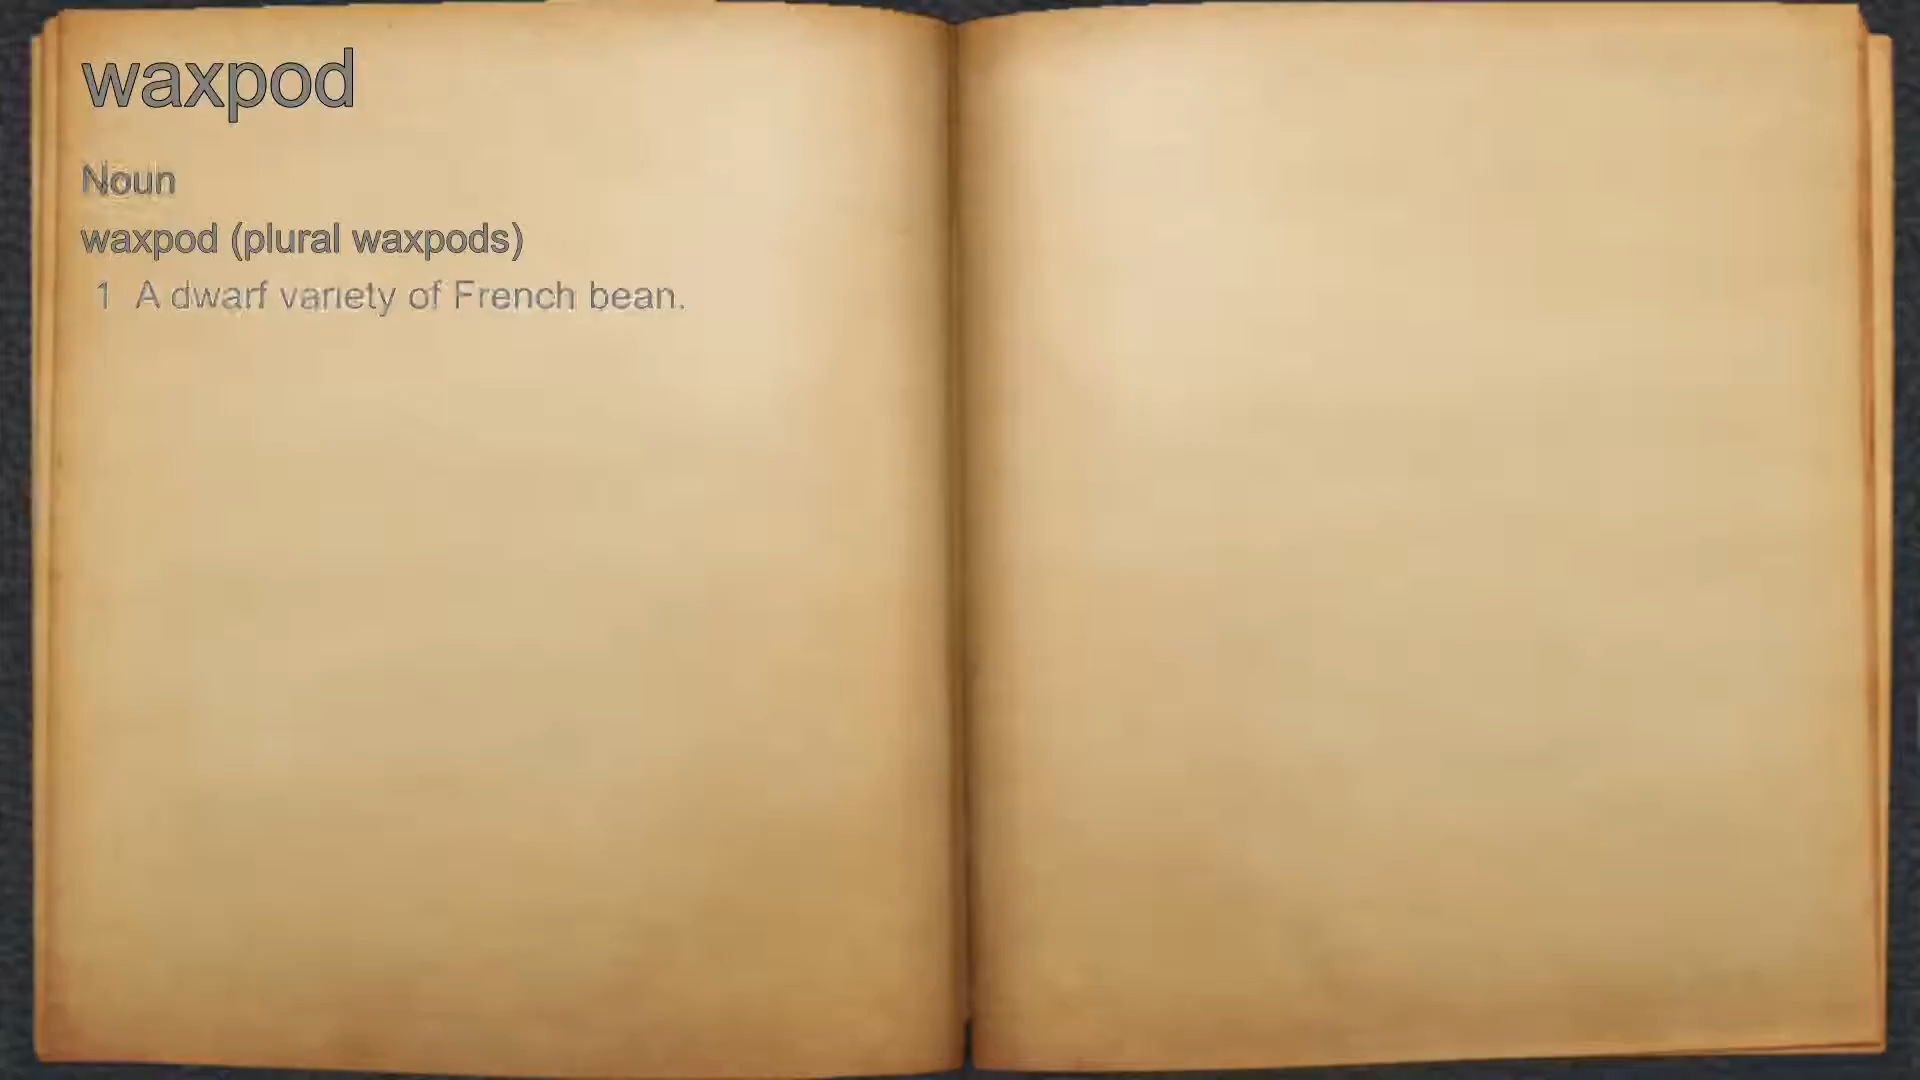 waxpod
Noun
waxpod (plural waxpods)
1 A dwarf variety of French bean.